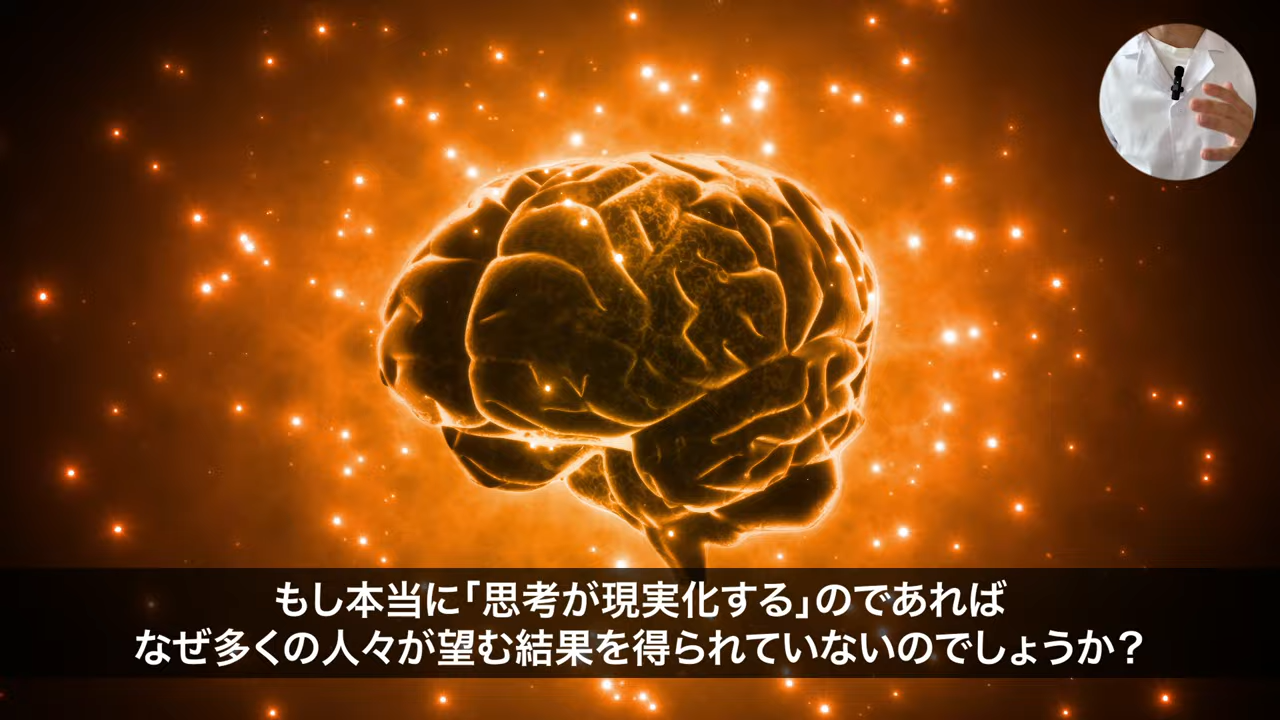 もし本当に「思考が現実化する」のであれば
なぜ多くの人々が望む結果を得られていないのでしょうか?